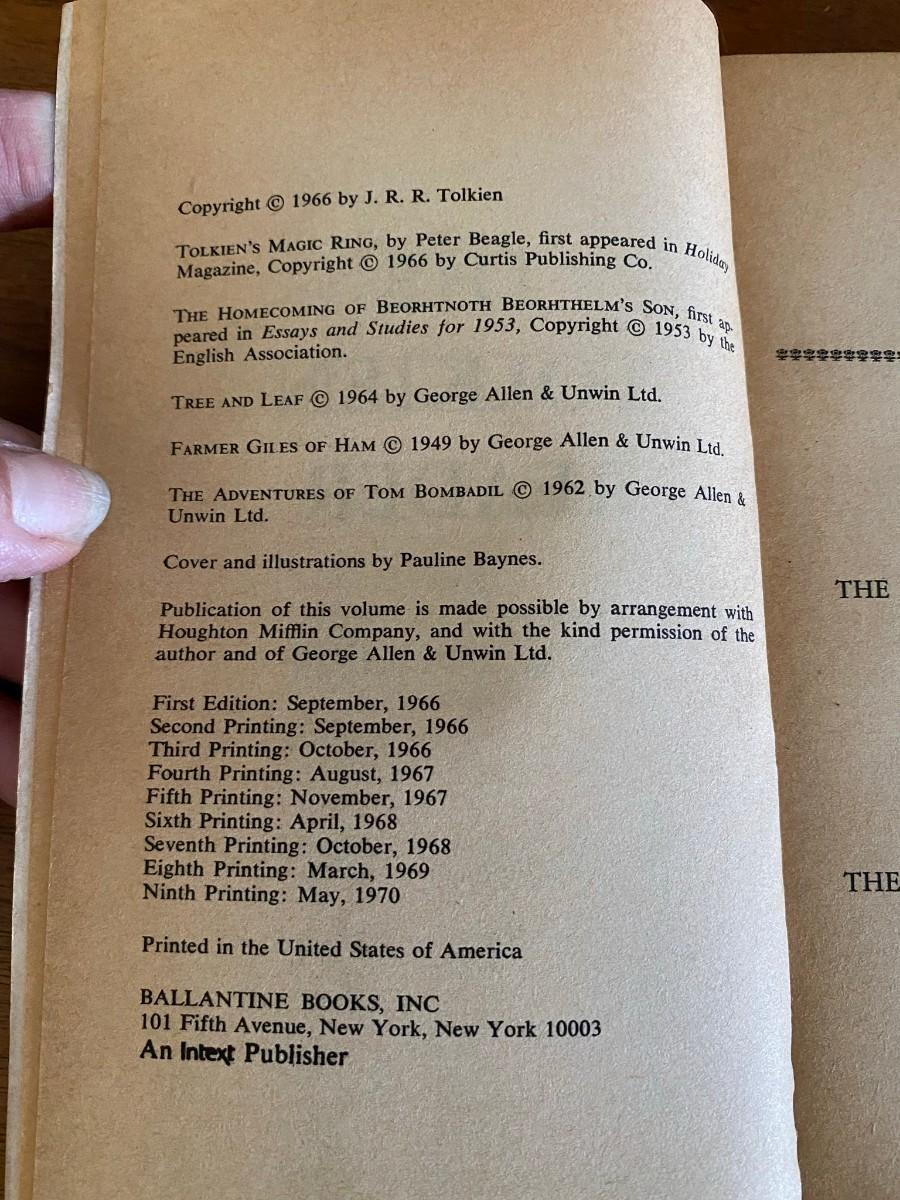 Copyright © 1966 by J. R. R. Tolkien
TOLKIEN'S MAGIC RING, by Peter Beagle, first appeared in Holiday
Magazine, Copyright © 1966 by Curtis Publishing Co.
THE HOMECOMING OF BEORHTNOTH BEORHTHELM'S SON, first ap-
peared in Essays and Studies for 1953, Copyright © 1953 by the
English Association.
TREE AND LEAF © 1964 by George Allen & Unwin Ltd.
FARMER GILES OF HAM © 1949 by George Allen & Unwin Ltd.
THE ADVENTURES OF TOM BOMBADIL © 1962 by George Allen &
Unwin Ltd.
Cover and illustrations by Pauline Baynes.
Publication of this volume is made possible by arrangement with
Houghton Mifflin Company, and with the kind permission of the
author and of George Allen & Unwin Ltd.
First Edition: September, 1966
Second Printing: September, 1966
Third Printing: October, 1966
Fourth Printing: August, 1967
Fifth Printing: November, 1967
Sixth Printing: April, 1968
Seventh Printing: October, 1968
Eighth Printing: March, 1969
Ninth Printing: May, 1970
Printed in the United States of America
BALLANTINE BOOKS, INC
101 Fifth Avenue, New York, New York 10003
An Intext Publisher
THE
THE